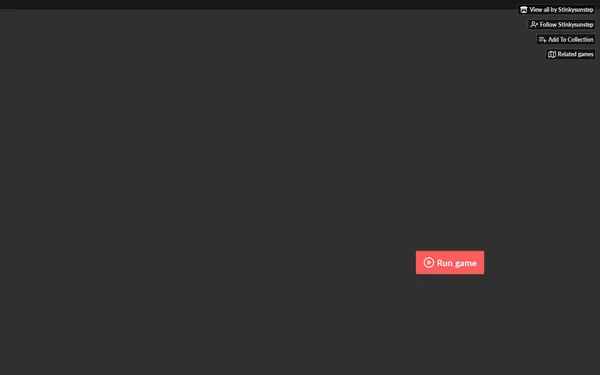 View all by Stinkysunstep
Follow Stinkysunstep
Add To Collection
Related games
Run game